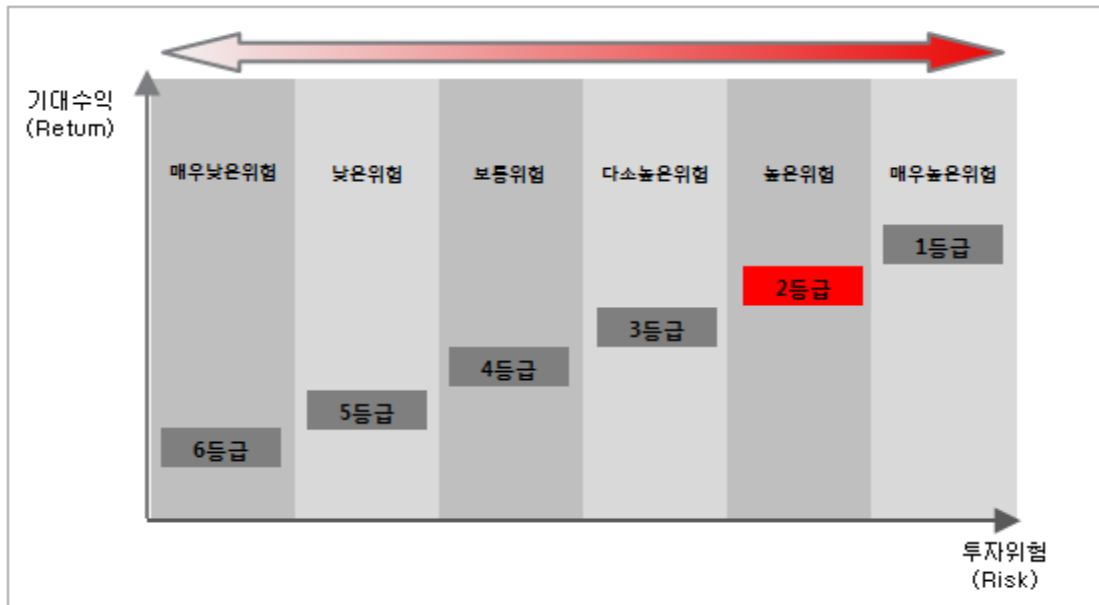 기대수익
(Return)
매우낮은위험
낮은위험
보통위험
다소높은위험
높은위험
매우높은위험
1등급
2등급
3등급
4등급
5등급
6등급
투자위험
(Risk)